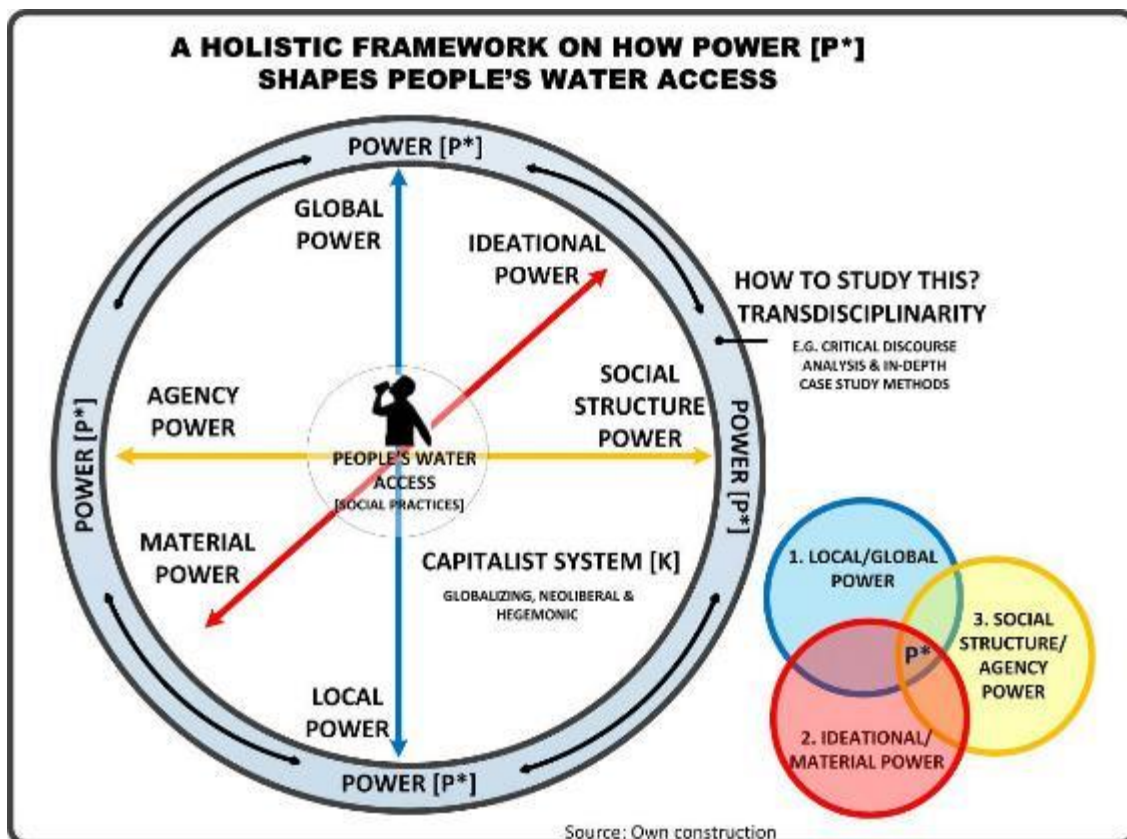 A HOLISTIC FRAMEWORK ON HOW POWER [P*]
SHAPES PEOPLE'S WATER ACCESS
POWER [P*]
GLOBAL
POWER
IDEATIONAL
POWER
HOW TO STUDY THIS?
TRANSDISCIPLINARITY
E.G. CRITICAL DISCOURSE
ANALYSIS & IN-DEPTH
CASE STUDY METHODS
AGENCY
POWER
SOCIAL
STRUCTURE
POWER
POWER [P*]
POWER [P*]
PEOPLE'S WATER
ACCESS
[SOCIAL PRACTICES]
MATERIAL
POWER
CAPITALIST SYSTEM [K]
GLOBALIZING, NEOLIBERAL &
HEGEMONIC
LOCAL
POWER
POWER [P*]
1. LOCAL/GLOBAL
POWER
3. SOCIAL
STRUCTURE/
AGENCY
POWER
P*
2. IDEATIONAL/
MATERIAL POWER
Source: Own construction